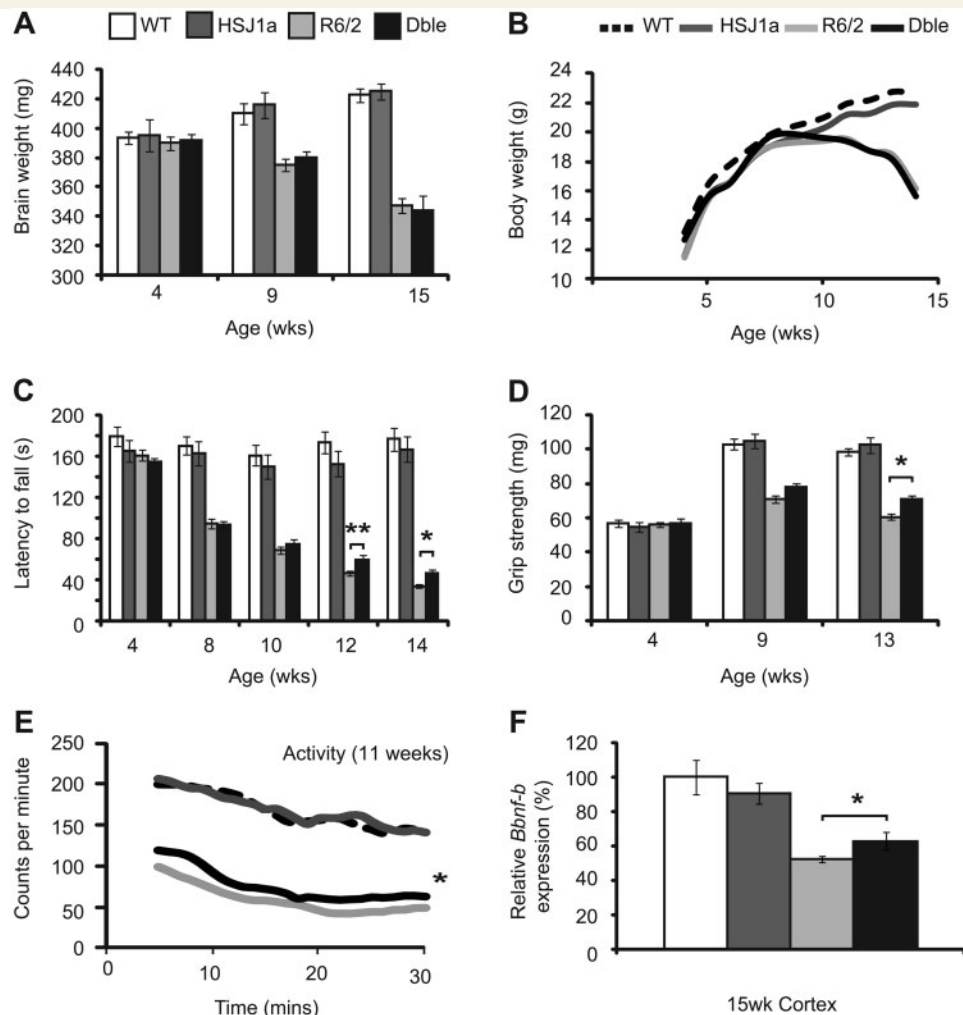 A
WT HSJ1a R6/2 Dble
Brain weight (mg)
440
420
400
380
360
340
320
300
4 9 15
Age (wks)
B
WT HSJ1a R6/2 Dble
Body weight (g)
24
22
20
18
16
14
12
10
5 10 15
Age (wks)
C
Latency to fall (s)
200
160
120
80
40
0
** *
4 8 10 12 14
Age (wks)
D
Grip strength (mg)
120
100
80
60
40
20
0
*
4 9 13
Age (wks)
E
Activity (11 weeks)
Counts per minute
250
200
150
100
50
0
*
0 10 20 30
Time (mins)
F
Relative Bbnf-b
expression (%)
120
100
80
60
40
20
0
*
15wk Cortex